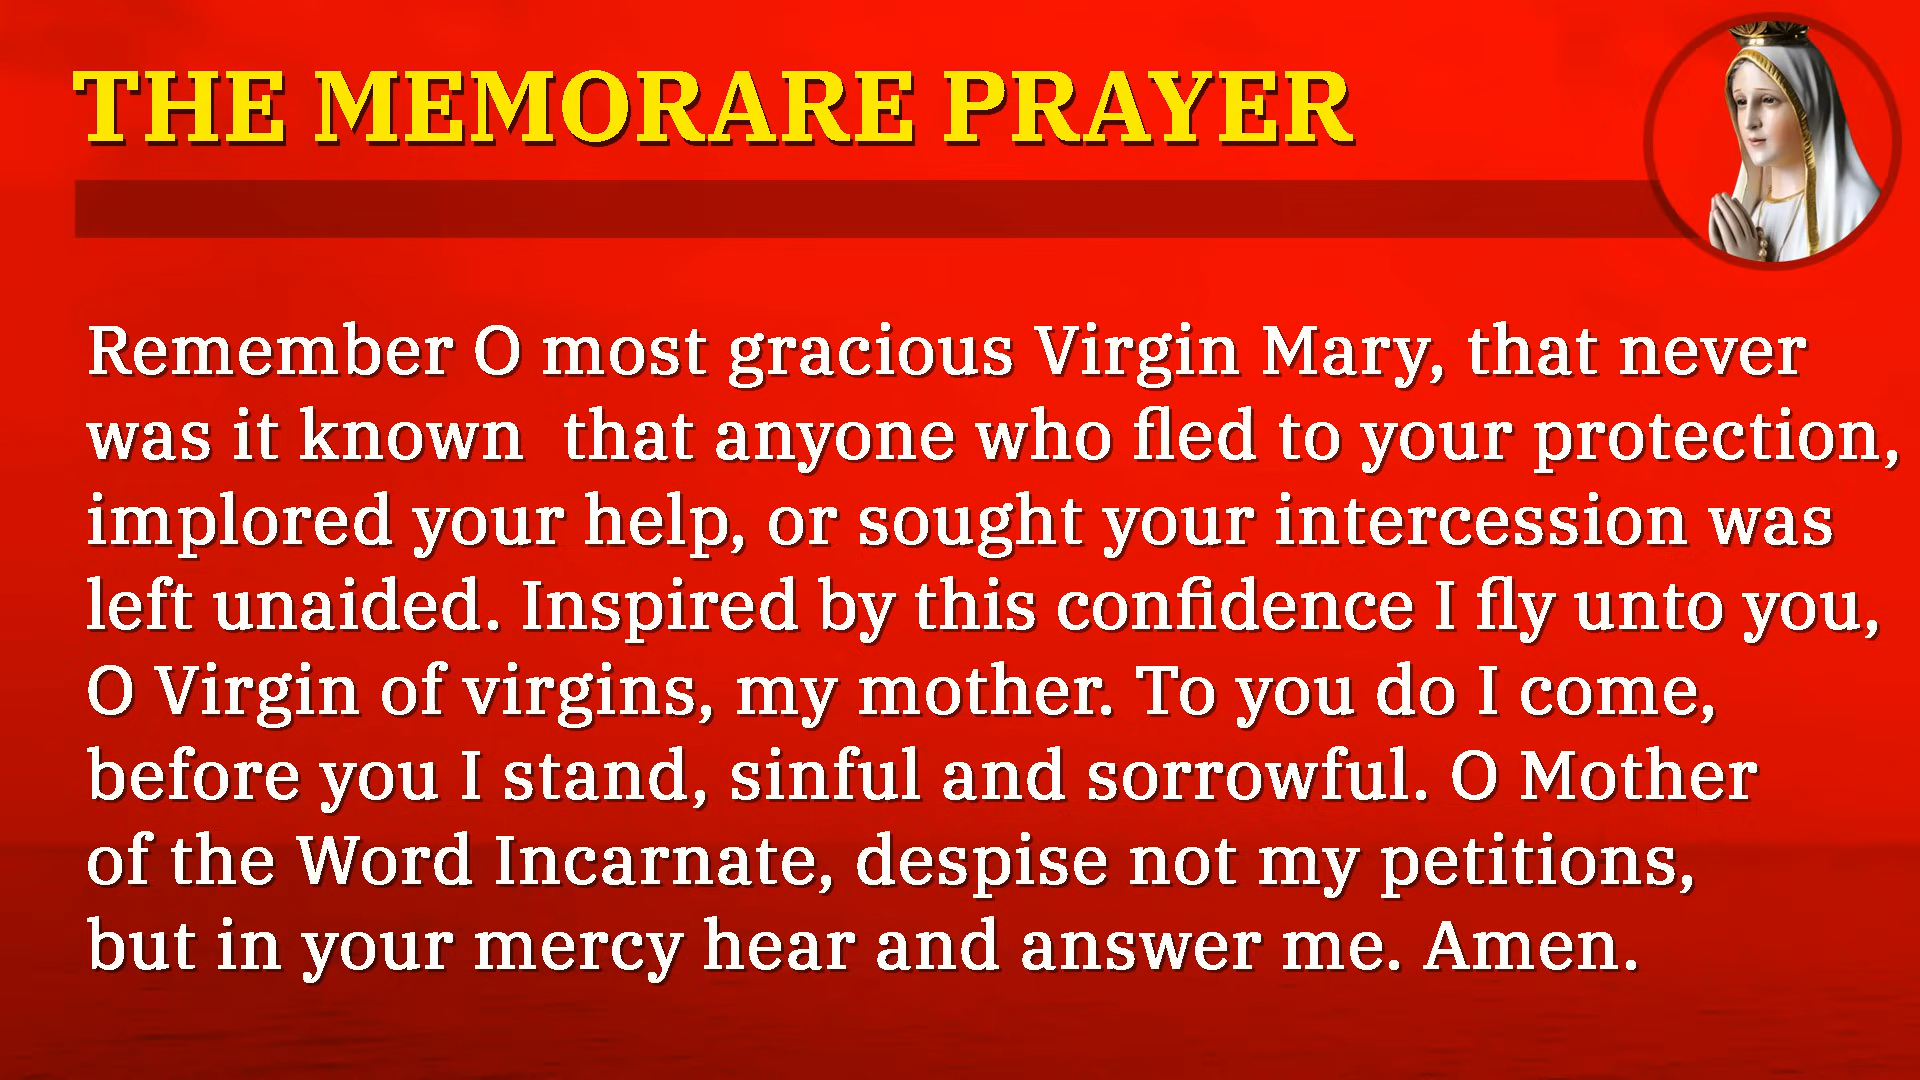 THE MEMORARE PRAYER
Remember O most gracious Virgin Mary, that never
was it known  that anyone who fled to your protection,
implored your help, or sought your intercession was
left unaided. Inspired by this confidence I fly unto you,
O Virgin of virgins, my mother. To you do I come,
before you I stand, sinful and sorrowful. O Mother
of the Word Incarnate, despise not my petitions,
but in your mercy hear and answer me. Amen.